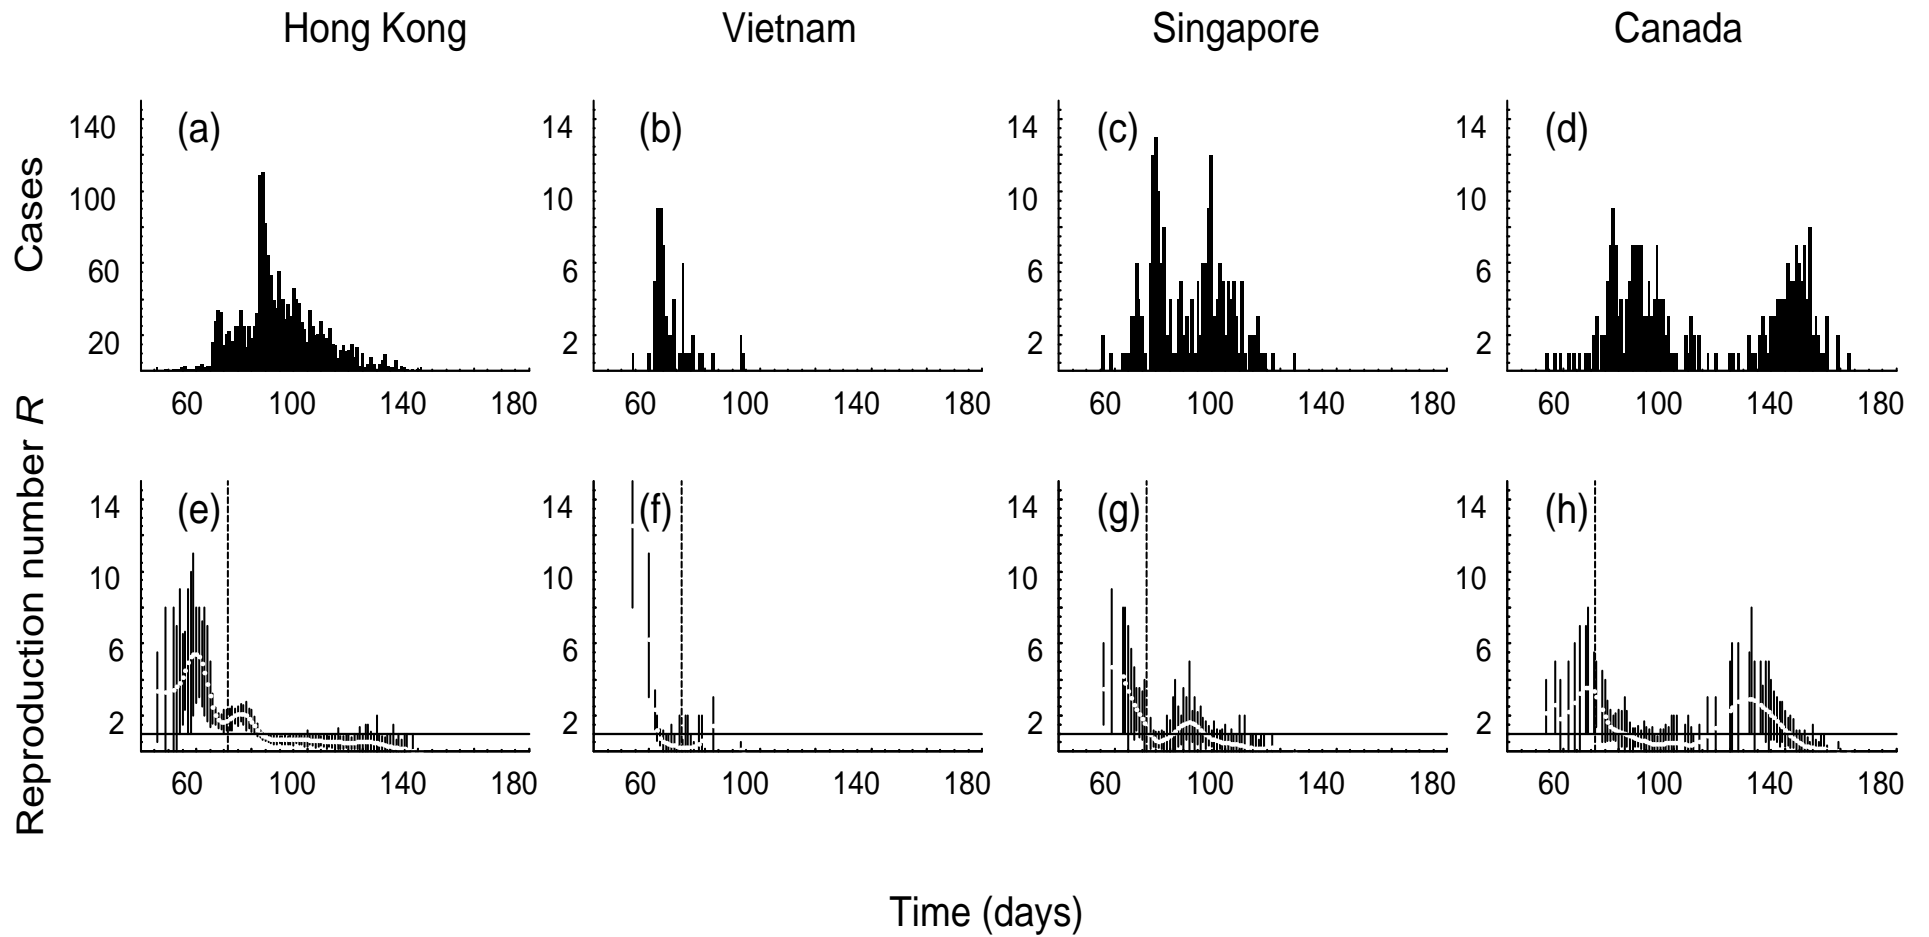 Hong Kong Vietnam Singapore Canada
(a) (b) (c) (d)
Cases
140 100 60 20
14 10 6 2
14 10 6 2
14 10 6 2
60 100 140 180
60 100 140 180
60 100 140 180
60 100 140 180
Reproduction number R
(e) (f) (g) (h)
14 10 6 2
14 10 6 2
14 10 6 2
14 10 6 2
60 100 140 180
60 100 140 180
60 100 140 180
60 100 140 180
Time (days)